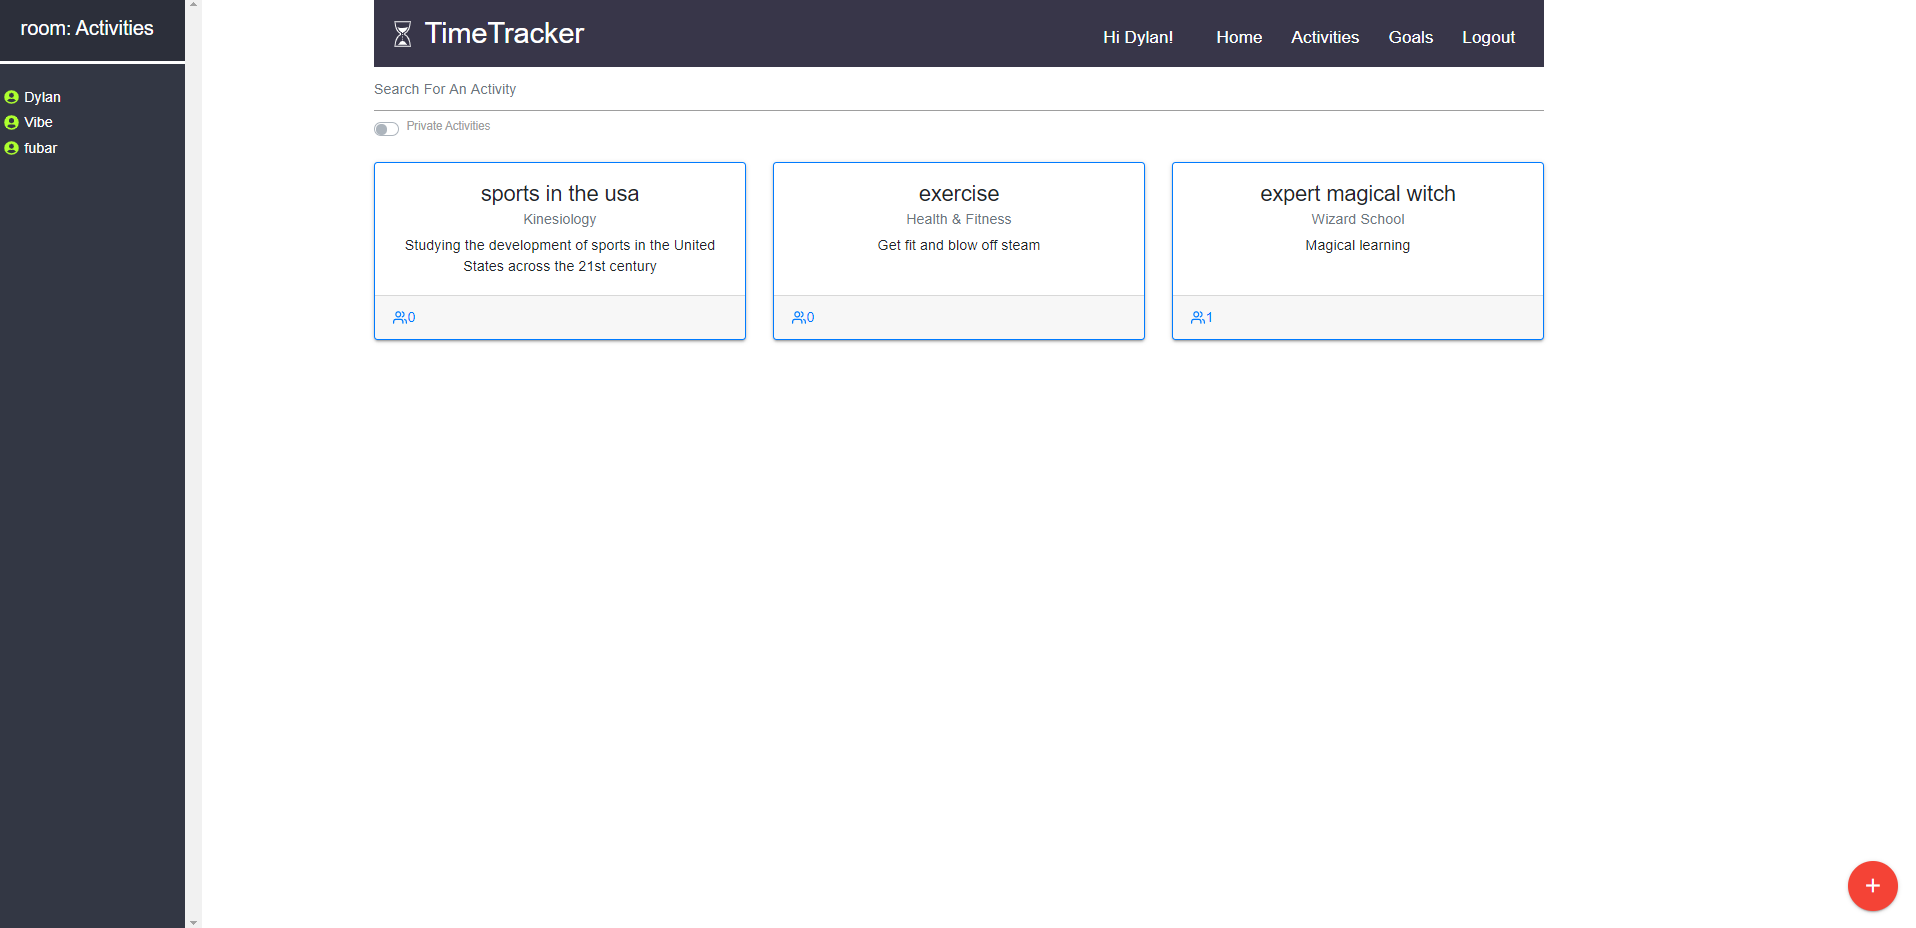 room: Activities
Dylan
Vibe
fubar
TimeTracker
Hi Dylan!
Home
Activities
Goals
Logout
Search For An Activity
Private Activities
sports in the usa
Kinesiology
Studying the development of sports in the United
States across the 21st century
0
exercise
Health & Fitness
Get fit and blow off steam
0
expert magical witch
Wizard School
Magical learning
1
+